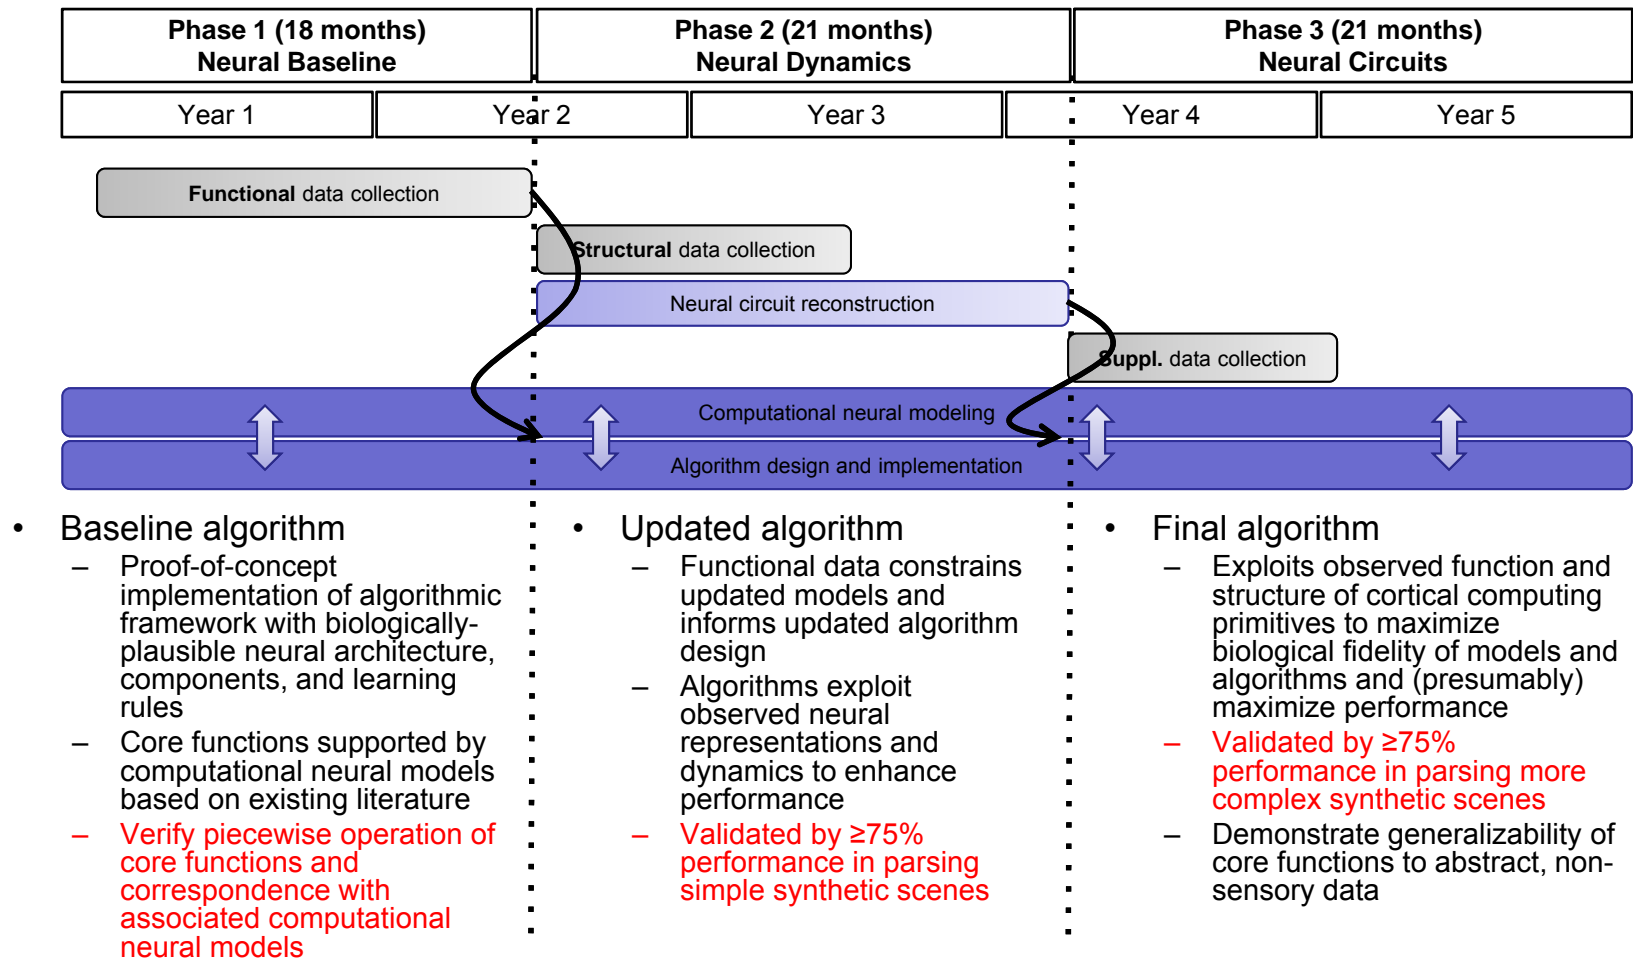 Phase 1 (18 months)
Neural Baseline
Phase 2 (21 months)
Neural Dynamics
Phase 3 (21 months)
Neural Circuits
Year 1
Year 2
Year 3
Year 4
Year 5
Functional data collection
Structural data collection
Neural circuit reconstruction
Suppl. data collection
Computational neural modeling
Algorithm design and implementation
• Baseline algorithm
– Proof-of-concept
implementation of algorithmic
framework with biologically-
plausible neural architecture,
components, and learning
rules
– Core functions supported by
computational neural models
based on existing literature
– Verify piecewise operation of
core functions and
correspondence with
associated computational
neural models
• Updated algorithm
– Functional data constrains
updated models and
informs updated algorithm
design
– Algorithms exploit
observed neural
representations and
dynamics to enhance
performance
– Validated by ≥75%
performance in parsing
simple synthetic scenes
• Final algorithm
– Exploits observed function and
structure of cortical computing
primitives to maximize
biological fidelity of models and
algorithms and (presumably)
maximize performance
– Validated by ≥75%
performance in parsing more
complex synthetic scenes
– Demonstrate generalizability of
core functions to abstract, non-
sensory data